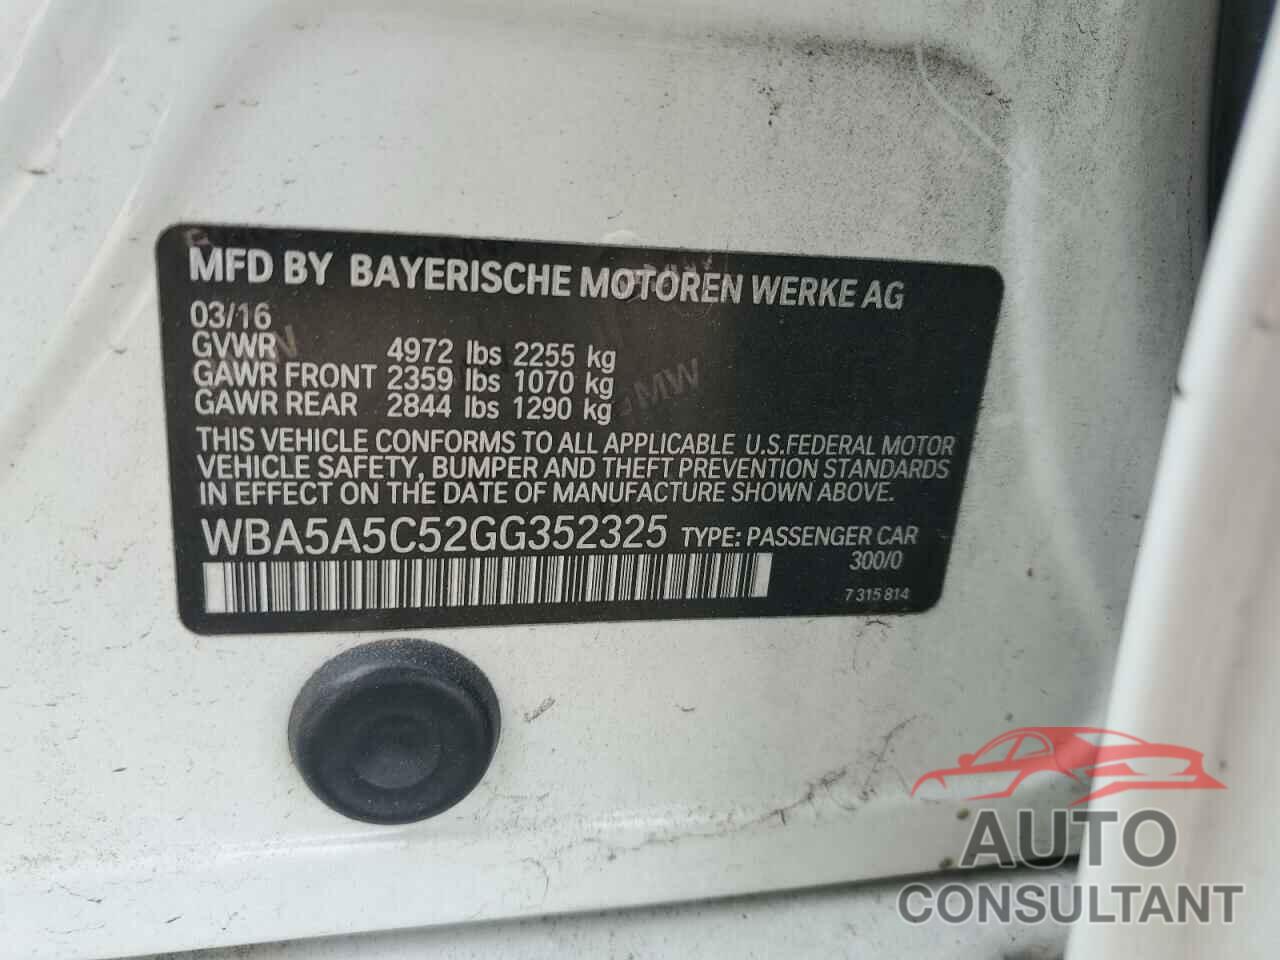 MFD BY BAYERISCHE MOTOREN WERKE AG
03/16
GVWR 4972 lbs 2255 kg
GAWR FRONT 2359 lbs 1070 kg
GAWR REAR 2844 lbs 1290 kg
THIS VEHICLE CONFORMS TO ALL APPLICABLE U.S.FEDERAL MOTOR
VEHICLE SAFETY, BUMPER AND THEFT PREVENTION STANDARDS
IN EFFECT ON THE DATE OF MANUFACTURE SHOWN ABOVE.
WBA5A5C52GG352325 TYPE: PASSENGER CAR
300/0
7 315 814
BMW
AUTO
CONSULTANT